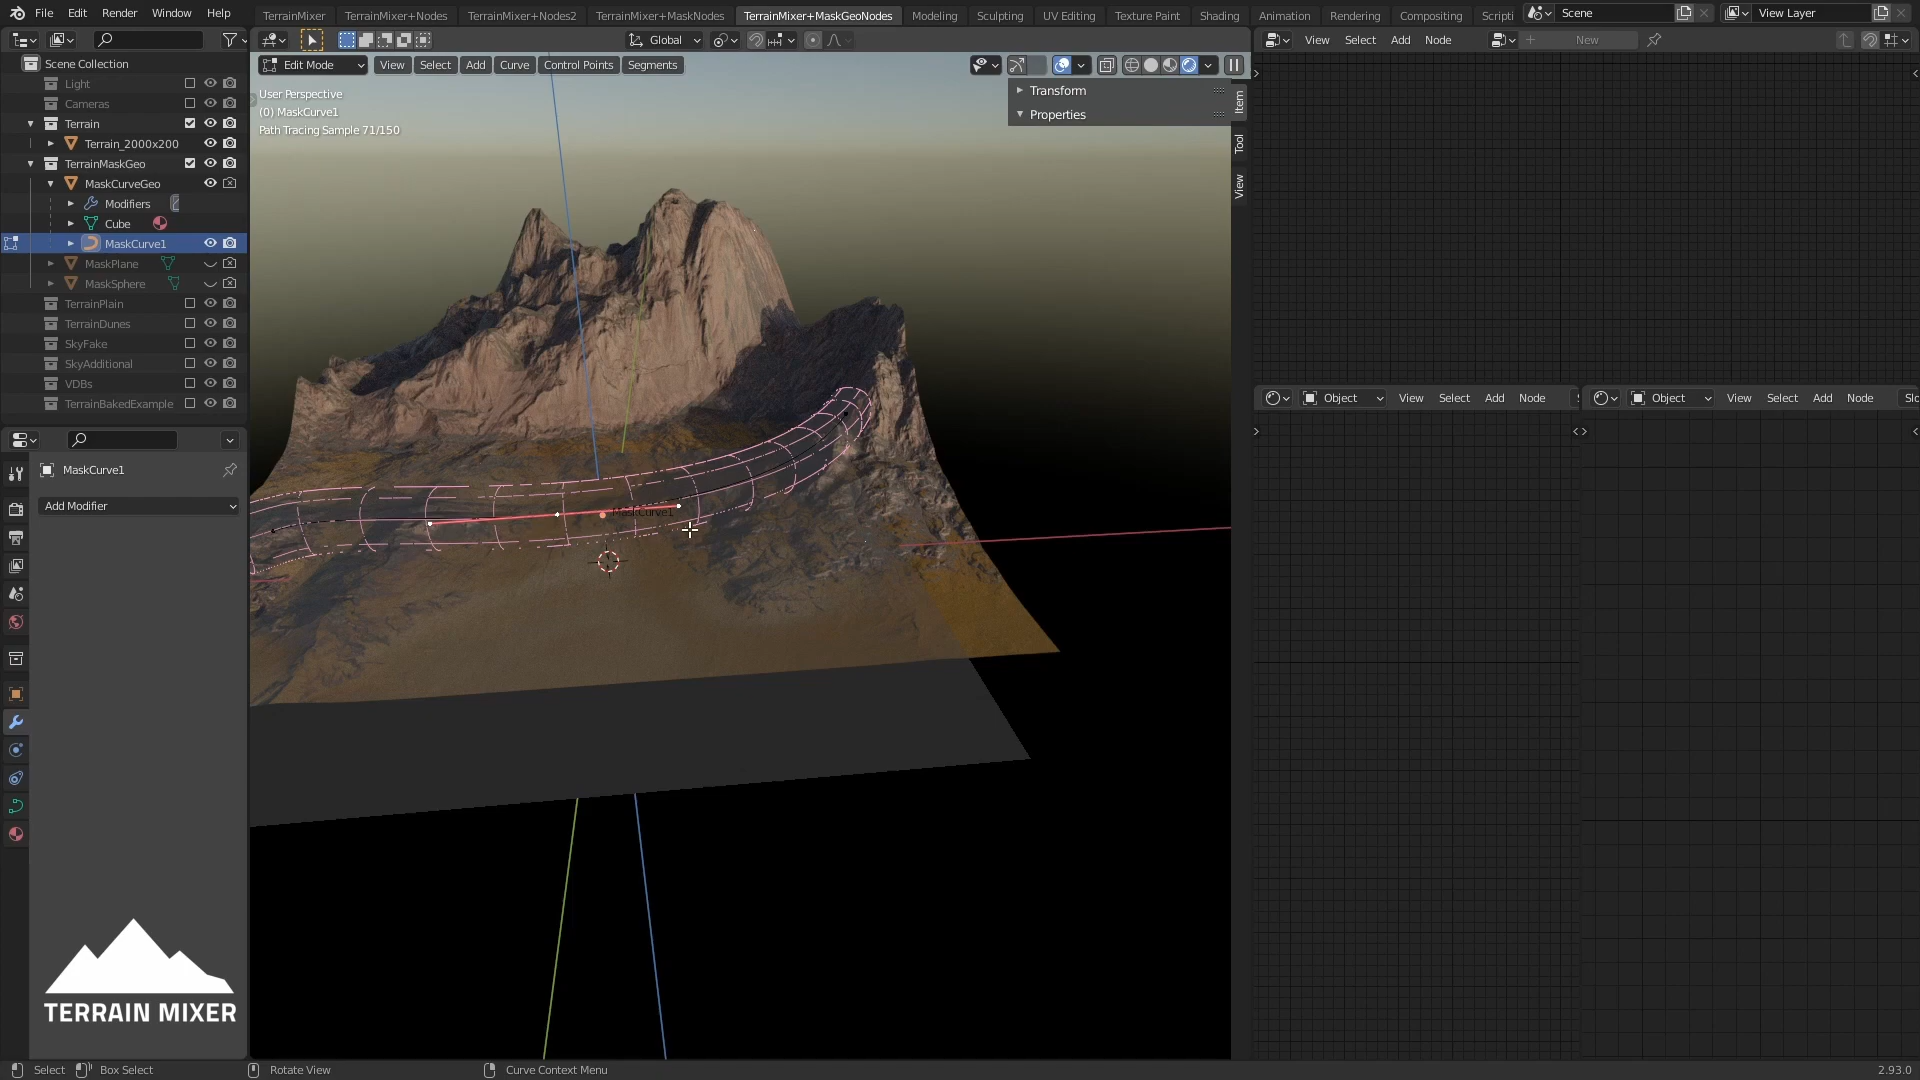 File Edit Render Window Help
TerrainMixer TerrainMixer+Nodes TerrainMixer+Nodes2 TerrainMixer+MaskNodes TerrainMixer+MaskGeoNodes Modeling Sculpting UV Editing Texture Paint Shading Animation Rendering Compositing Scripti
Scene View Layer
Global
View Select Add Node New
Scene Collection
Light
Cameras
Terrain
Terrain_2000x200
TerrainMaskGeo
MaskCurveGeo
Modifiers
Cube
MaskCurve1
MaskPlane
MaskSphere
TerrainPlain
TerrainDunes
SkyFake
SkyAdditional
VDBs
TerrainBakedExample
Edit Mode View Select Add Curve Control Points Segments
User Perspective
(0) MaskCurve1
Path Tracing Sample 71/150
Transform
Properties
Item
Tool
View
MaskCurve1
Object View Select Add Node
Object View Select Add Node Slc
MaskCurve1
Add Modifier
TERRAIN MIXER
Select Box Select Rotate View Curve Context Menu 2.93.0